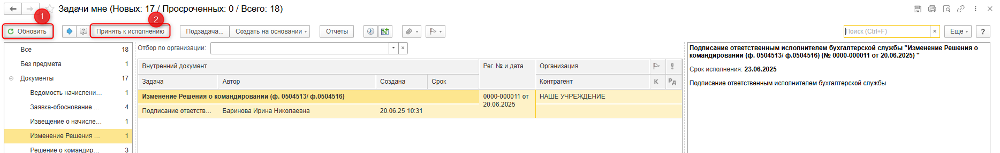 Задачи мне (Новых: 17 / Просроченных: 0 / Всего: 18)
1
2
Обновить
Принять к исполнению
Подзадача...
Создать на основании
Отчеты
Поиск (Ctrl+F)
×
Еще
?
Все 18
Без предмета 1
Документы 17
Ведомость начислени... 1
Заявка-обоснование ... 4
Извещение о начисле... 1
Изменение Решения ... 1
Решение о командир... 3
Отбор по организации:
Внутренний документ
Рег. № и дата
Организация
Задача
Автор
Создана
Срок
Контрагент
К
Рд
Изменение Решения о командировании (ф. 0504513/ ф.0504516)
0000-000011 от
20.06.2025
НАШЕ УЧРЕЖДЕНИЕ
Подписание ответств...
Баринова Ирина Николаевна
20.06.25 10:31
Подписание ответственным исполнителем бухгалтерской службы "Изменение Решения о
командировании (ф. 0504513/ ф.0504516) (№ 0000-000011 от 20.06.2025) "
Срок исполнения: 23.06.2025
Подписание ответственным исполнителем бухгалтерской службы